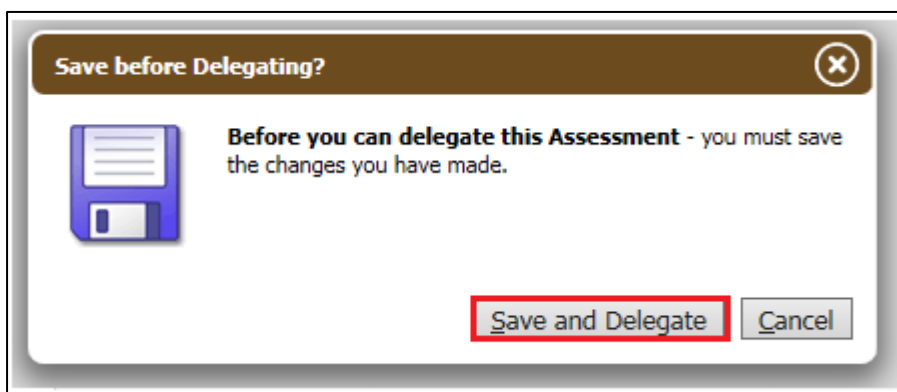 Save before Delegating?
Before you can delegate this Assessment - you must save
the changes you have made.
Save and Delegate Cancel